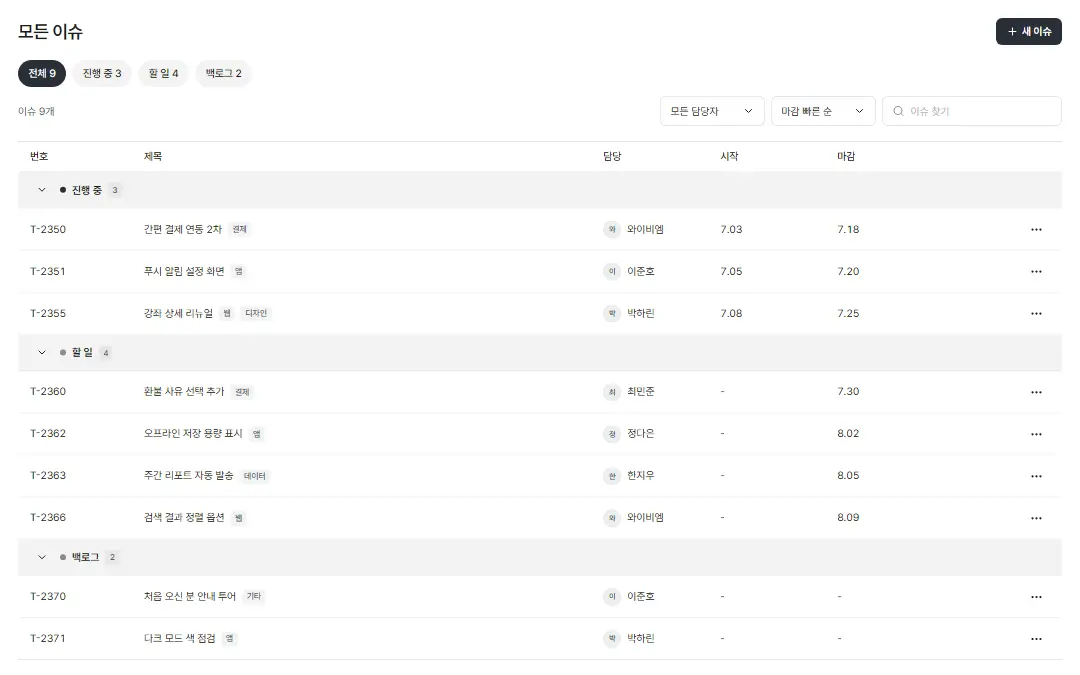 모든 이슈
+ 새 이슈
전체 9 진행 중 3 할 일 4 백로그 2
이슈 9개 모든 담당자 마감 빠른 순 이슈 찾기
번호 제목 담당 시작 마감
진행 중 3
T-2350 간편 결제 연동 2차 결제 와 와이비엠 7.03 7.18
T-2351 푸시 알림 설정 화면 앱 이 이준호 7.05 7.20
T-2355 강좌 상세 리뉴얼 웹 디자인 박 박하린 7.08 7.25
할 일 4
T-2360 환불 사유 선택 추가 결제 최 최민준 - 7.30
T-2362 오프라인 저장 용량 표시 앱 정 정다은 - 8.02
T-2363 주간 리포트 자동 발송 데이터 한 한지우 - 8.05
T-2366 검색 결과 정렬 옵션 웹 와 와이비엠 - 8.09
백로그 2
T-2370 처음 오신 분 안내 투어 기타 이 이준호 - -
T-2371 다크 모드 색 점검 앱 박 박하린 - -